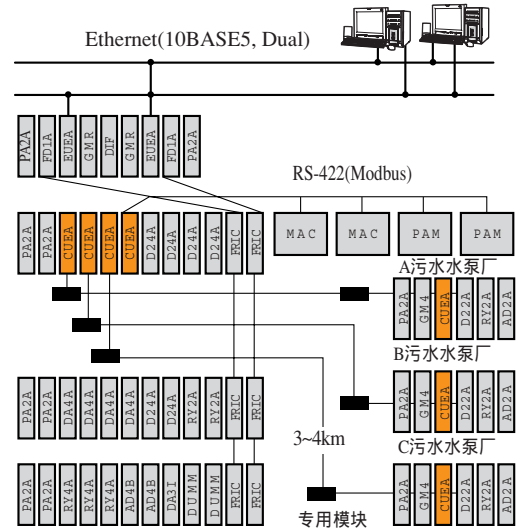 Ethernet(10BASE5, Dual)
PA2A FD1A EUEA GMR DIF GMR EUEA FD1A PA2A
RS-422(Modbus)
PA2A PA2A CUEA CUEA CUEA CUEA D24A D24A D24A D24A FRIC FRIC MAC MAC PAM PAM
A污水水泵厂
PA2A GM4 CUEA D22A RY2A AD2A
B污水水泵厂
PA2A PA2A DA4A DA4A DA4A DA4A D24A D24A RY2A RY2A FRIC FRIC
PA2A GM4 CUEA D22A RY2A AD2A
3~4km
C污水水泵厂
PA2A PA2A RY4A RY4A RY4A AD4B AD4B DA3I DUMM DUMM FRIC FRIC
PA2A GM4 CUEA D22A RY2A AD2A
专用模块